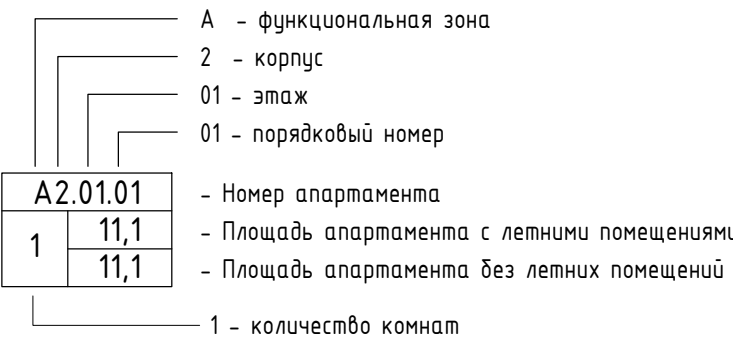 А – функциональная зона
2 – корпус
01 – этаж
01 – порядковый номер
А2.01.01 – Номер апартамента
1 11,1 – Площадь апартамента с летними помещениями
11,1 – Площадь апартамента без летних помещений
1 – количество комнат